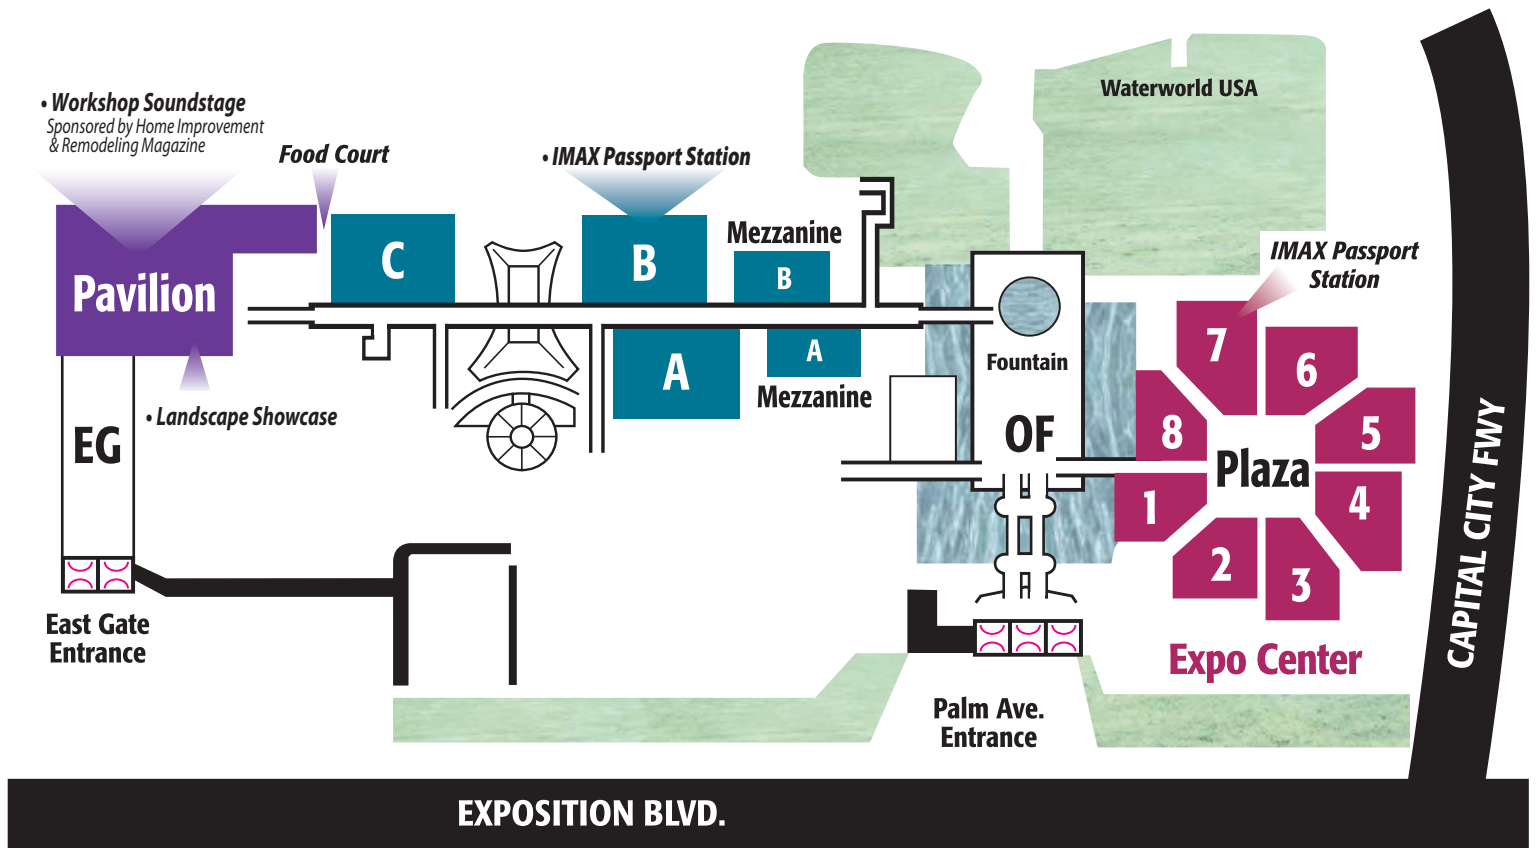 Waterworld USA
• Workshop Soundstage
Sponsored by Home Improvement
& Remodeling Magazine
Food Court
• IMAX Passport Station
Mezzanine
B
C
B
Pavilion
IMAX Passport
Station
A
A
Mezzanine
Fountain
OF
• Landscape Showcase
EG
7
6
8
5
Plaza
1
4
2
3
Expo Center
CAPITAL CITY FWY
East Gate
Entrance
Palm Ave.
Entrance
EXPOSITION BLVD.